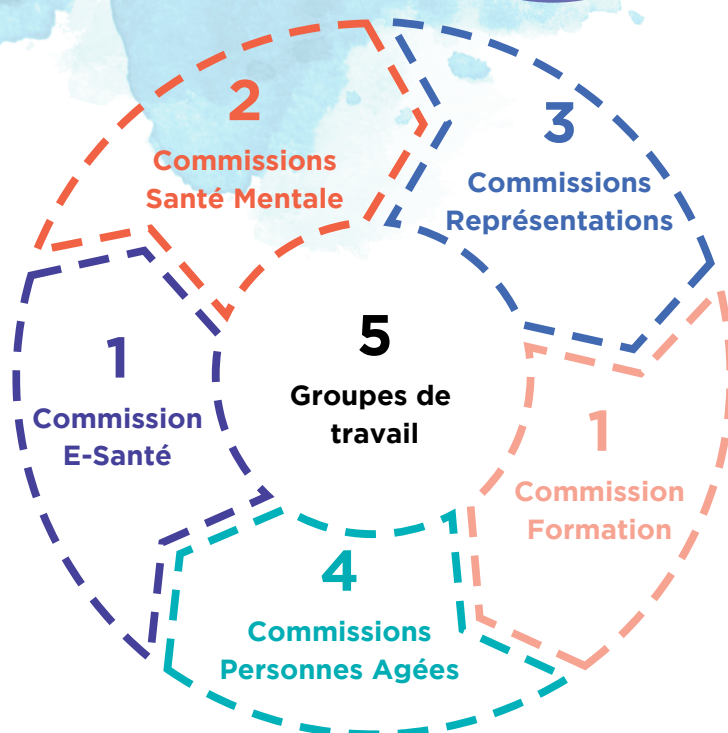 2
Commissions
Santé Mentale
3
Commissions
Représentations
1
Commission
E-Santé
5
Groupes de
travail
1
Commission
Formation
4
Commissions
Personnes Agées